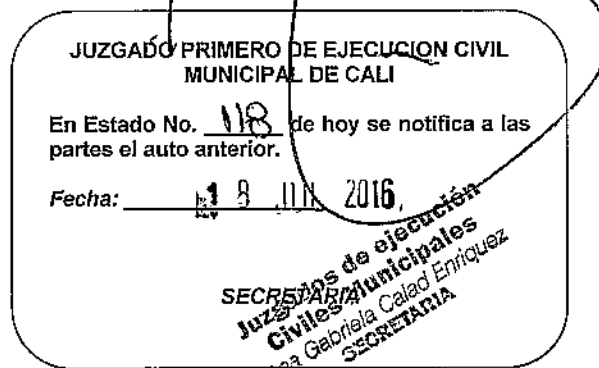 JUZGADO PRIMERO DE EJECUCION CIVIL
MUNICIPAL DE CALI
En Estado No. 118 de hoy se notifica a las
partes el auto anterior.
Fecha: 18 2016
SECRETARIA
Juzgados de ejecución
Civiles Municipales
Gabriela Calad Enriquez
SECRETARIA